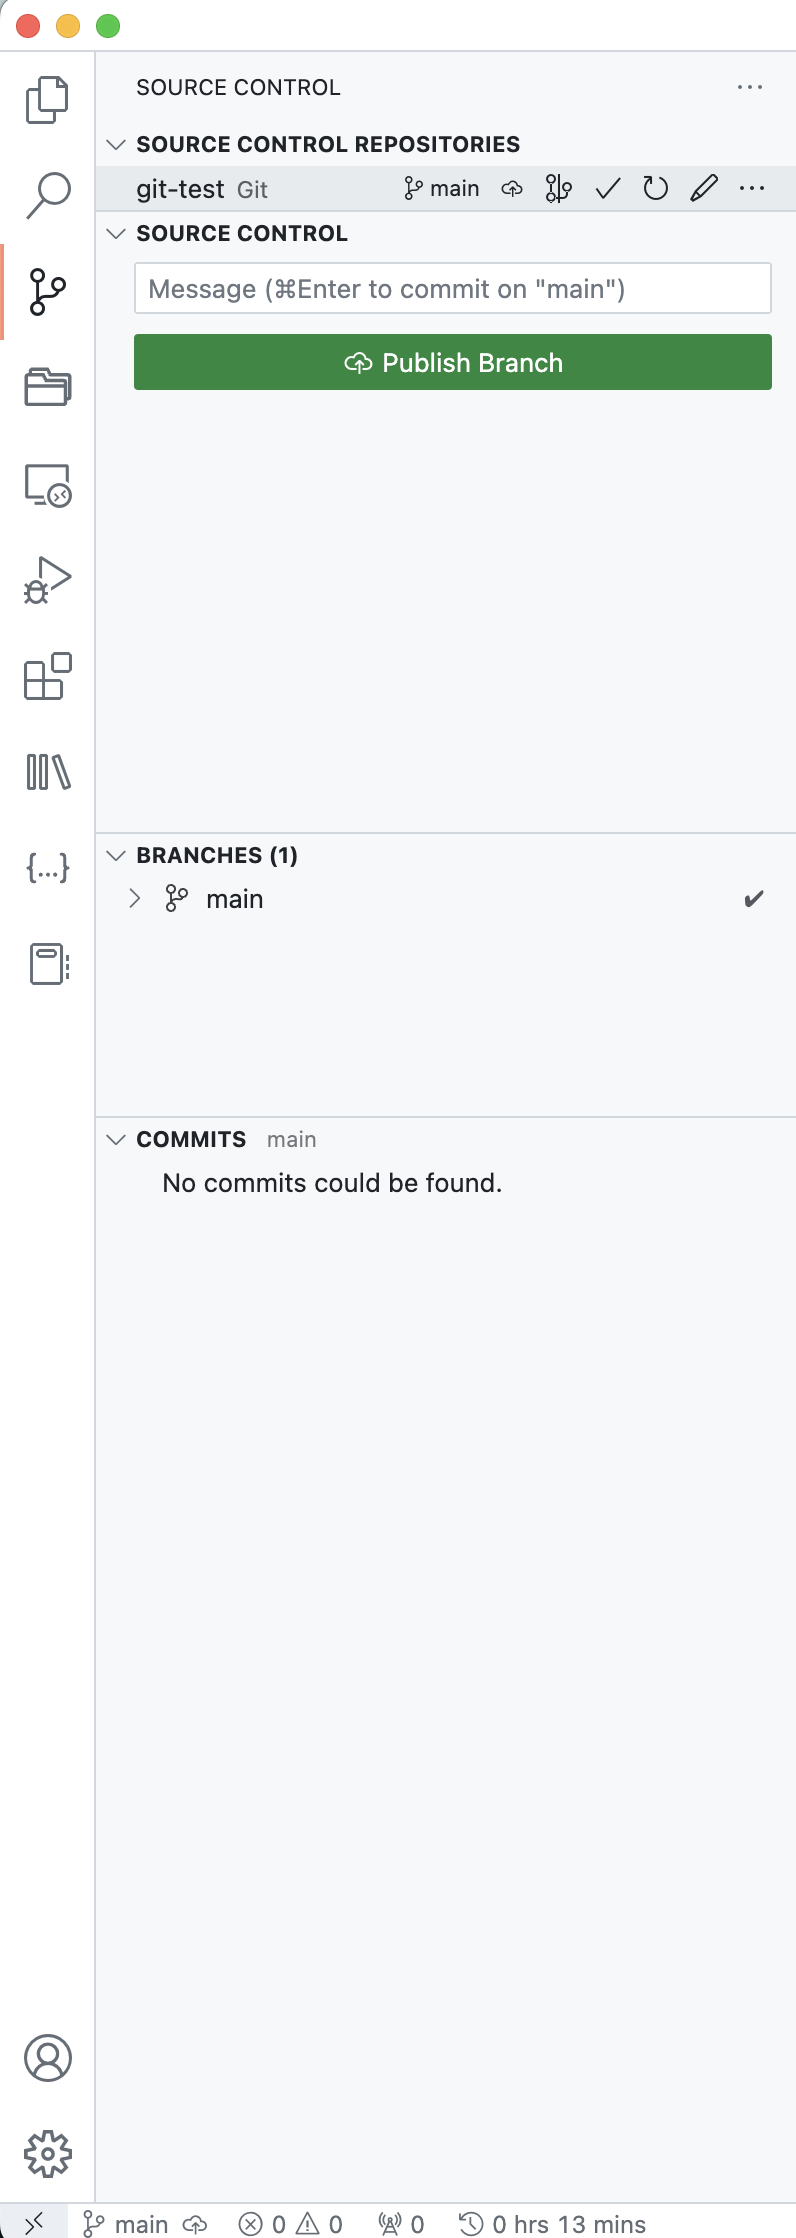 SOURCE CONTROL
SOURCE CONTROL REPOSITORIES
git-test Git main
SOURCE CONTROL
Message (⌘Enter to commit on "main")
Publish Branch
{...}
BRANCHES (1)
main
COMMITS main
No commits could be found.
main 0 0 0 0 hrs 13 mins